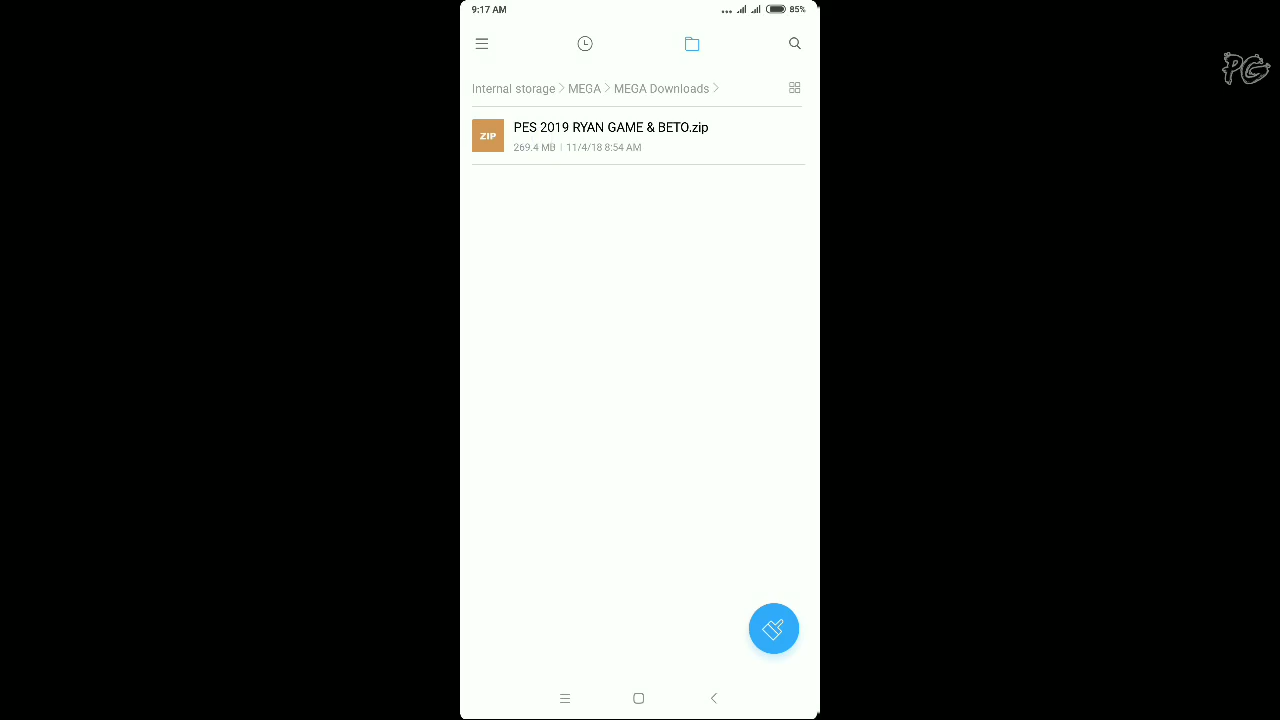 9:17 AM
85%
PG
Internal storage > MEGA > MEGA Downloads >
ZIP
PES 2019 RYAN GAME & BETO.zip
269.4 MB | 11/4/18 8:54 AM